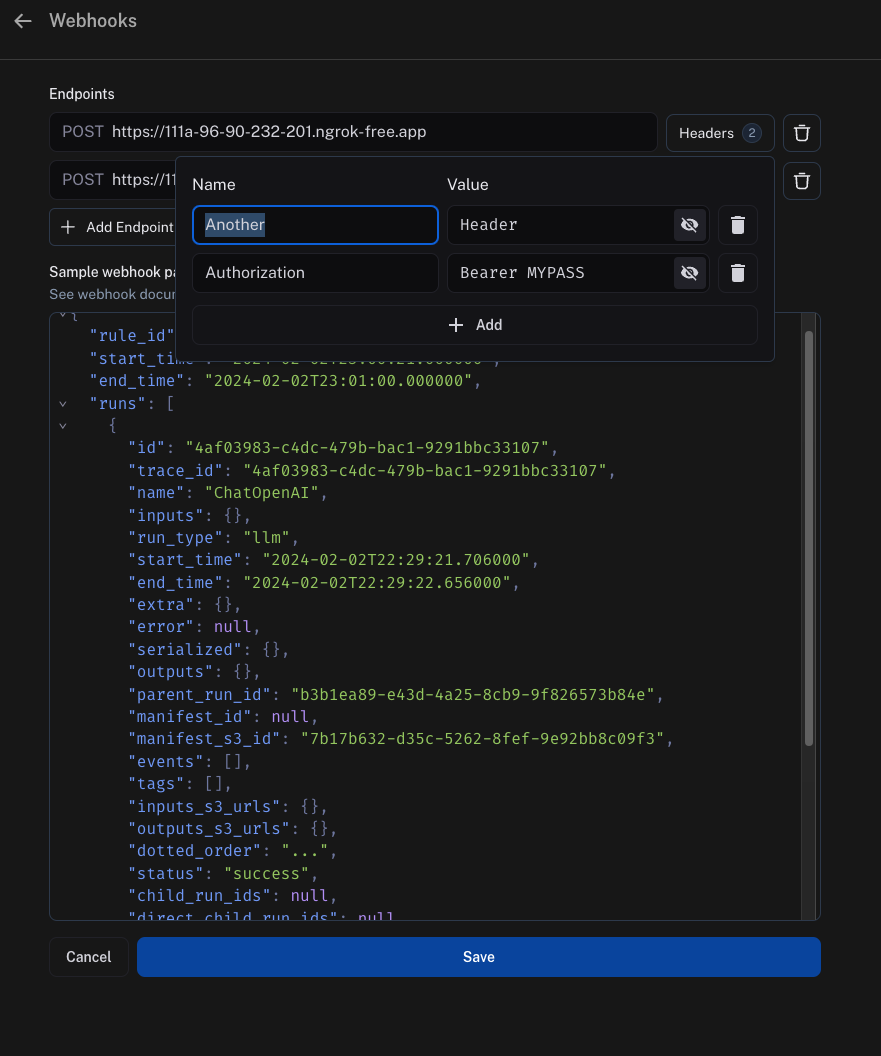 Webhooks
Endpoints
POST https://111a-96-90-232-201.ngrok-free.app
Headers 2
POST https://11
Name Value
Another Header
Add Endpoint
Authorization Bearer MYPASS
Sample webhook pa
See webhook docu
Add
{
"rule_id"
"start_time":
"end_time": "2024-02-02T23:01:00.000000",
"runs": [
{
"id": "4af03983-c4dc-479b-bac1-9291bbc33107",
"trace_id": "4af03983-c4dc-479b-bac1-9291bbc33107",
"name": "ChatOpenAI",
"inputs": {},
"run_type": "llm",
"start_time": "2024-02-02T22:29:21.706000",
"end_time": "2024-02-02T22:29:22.656000",
"extra": {},
"error": null,
"serialized": {},
"outputs": {},
"parent_run_id": "b3b1ea89-e43d-4a25-8cb9-9f826573b84e",
"manifest_id": null,
"manifest_s3_id": "7b17b632-d35c-5262-8fef-9e92bb8c09f3",
"events": [],
"tags": [],
"inputs_s3_urls": {},
"outputs_s3_urls": {},
"dotted_order": "...",
"status": "success",
"child_run_ids": null,
"direct_child_run_ids": null
Cancel
Save